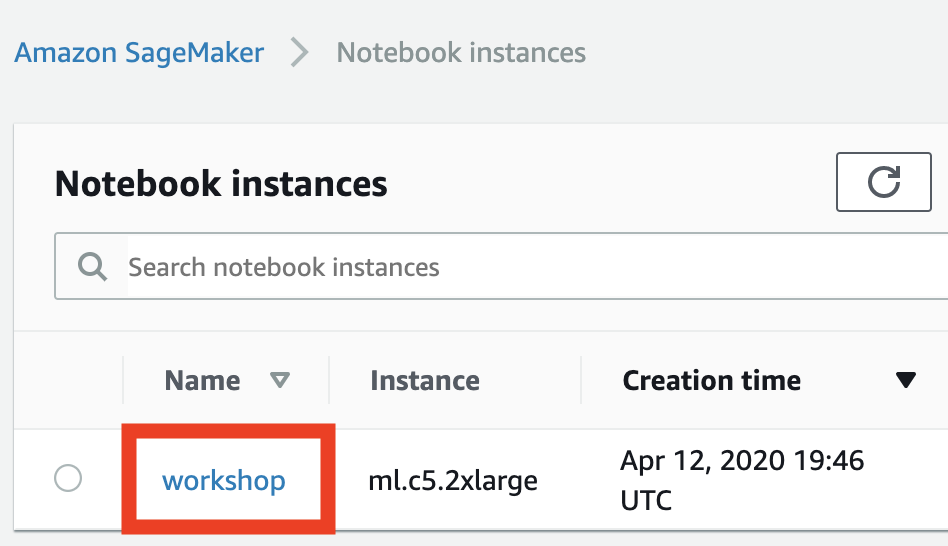 Amazon SageMaker Notebook instances
Notebook instances
Search notebook instances
Name Instance Creation time
workshop ml.c5.2xlarge Apr 12, 2020 19:46
UTC